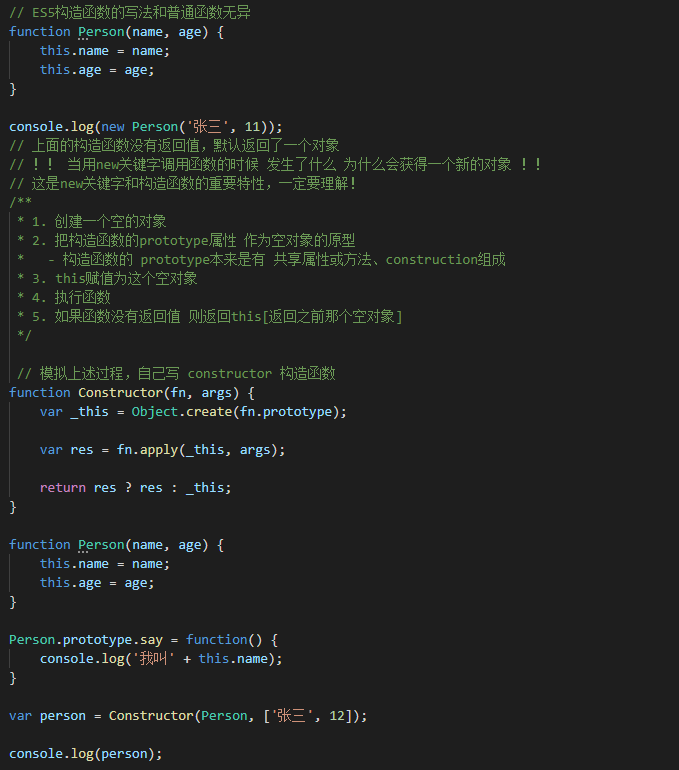 // ES5构造函数的写法和普通函数无异
function Person(name, age) {
    this.name = name;
    this.age = age;
}
console.log(new Person('张三', 11));
// 上面的构造函数没有返回值，默认返回了一个对象
// ！！ 当用new关键字调用函数的时候 发生了什么 为什么会获得一个新的对象 ！！
// 这是new关键字和构造函数的重要特性，一定要理解！
/**
 * 1. 创建一个空的对象
 * 2. 把构造函数的prototype属性 作为空对象的原型
 *   - 构造函数的 prototype本来是有 共享属性或方法、construction组成
 * 3. this赋值为这个空对象
 * 4. 执行函数
 * 5. 如果函数没有返回值 则返回this[返回之前那个空对象]
 */
 // 模拟上述过程，自己写 constructor 构造函数
function Constructor(fn, args) {
    var _this = Object.create(fn.prototype);
    var res = fn.apply(_this, args);
    return res ? res : _this;
}
function Person(name, age) {
    this.name = name;
    this.age = age;
}
Person.prototype.say = function() {
    console.log('我叫' + this.name);
}
var person = Constructor(Person, ['张三', 12]);
console.log(person);